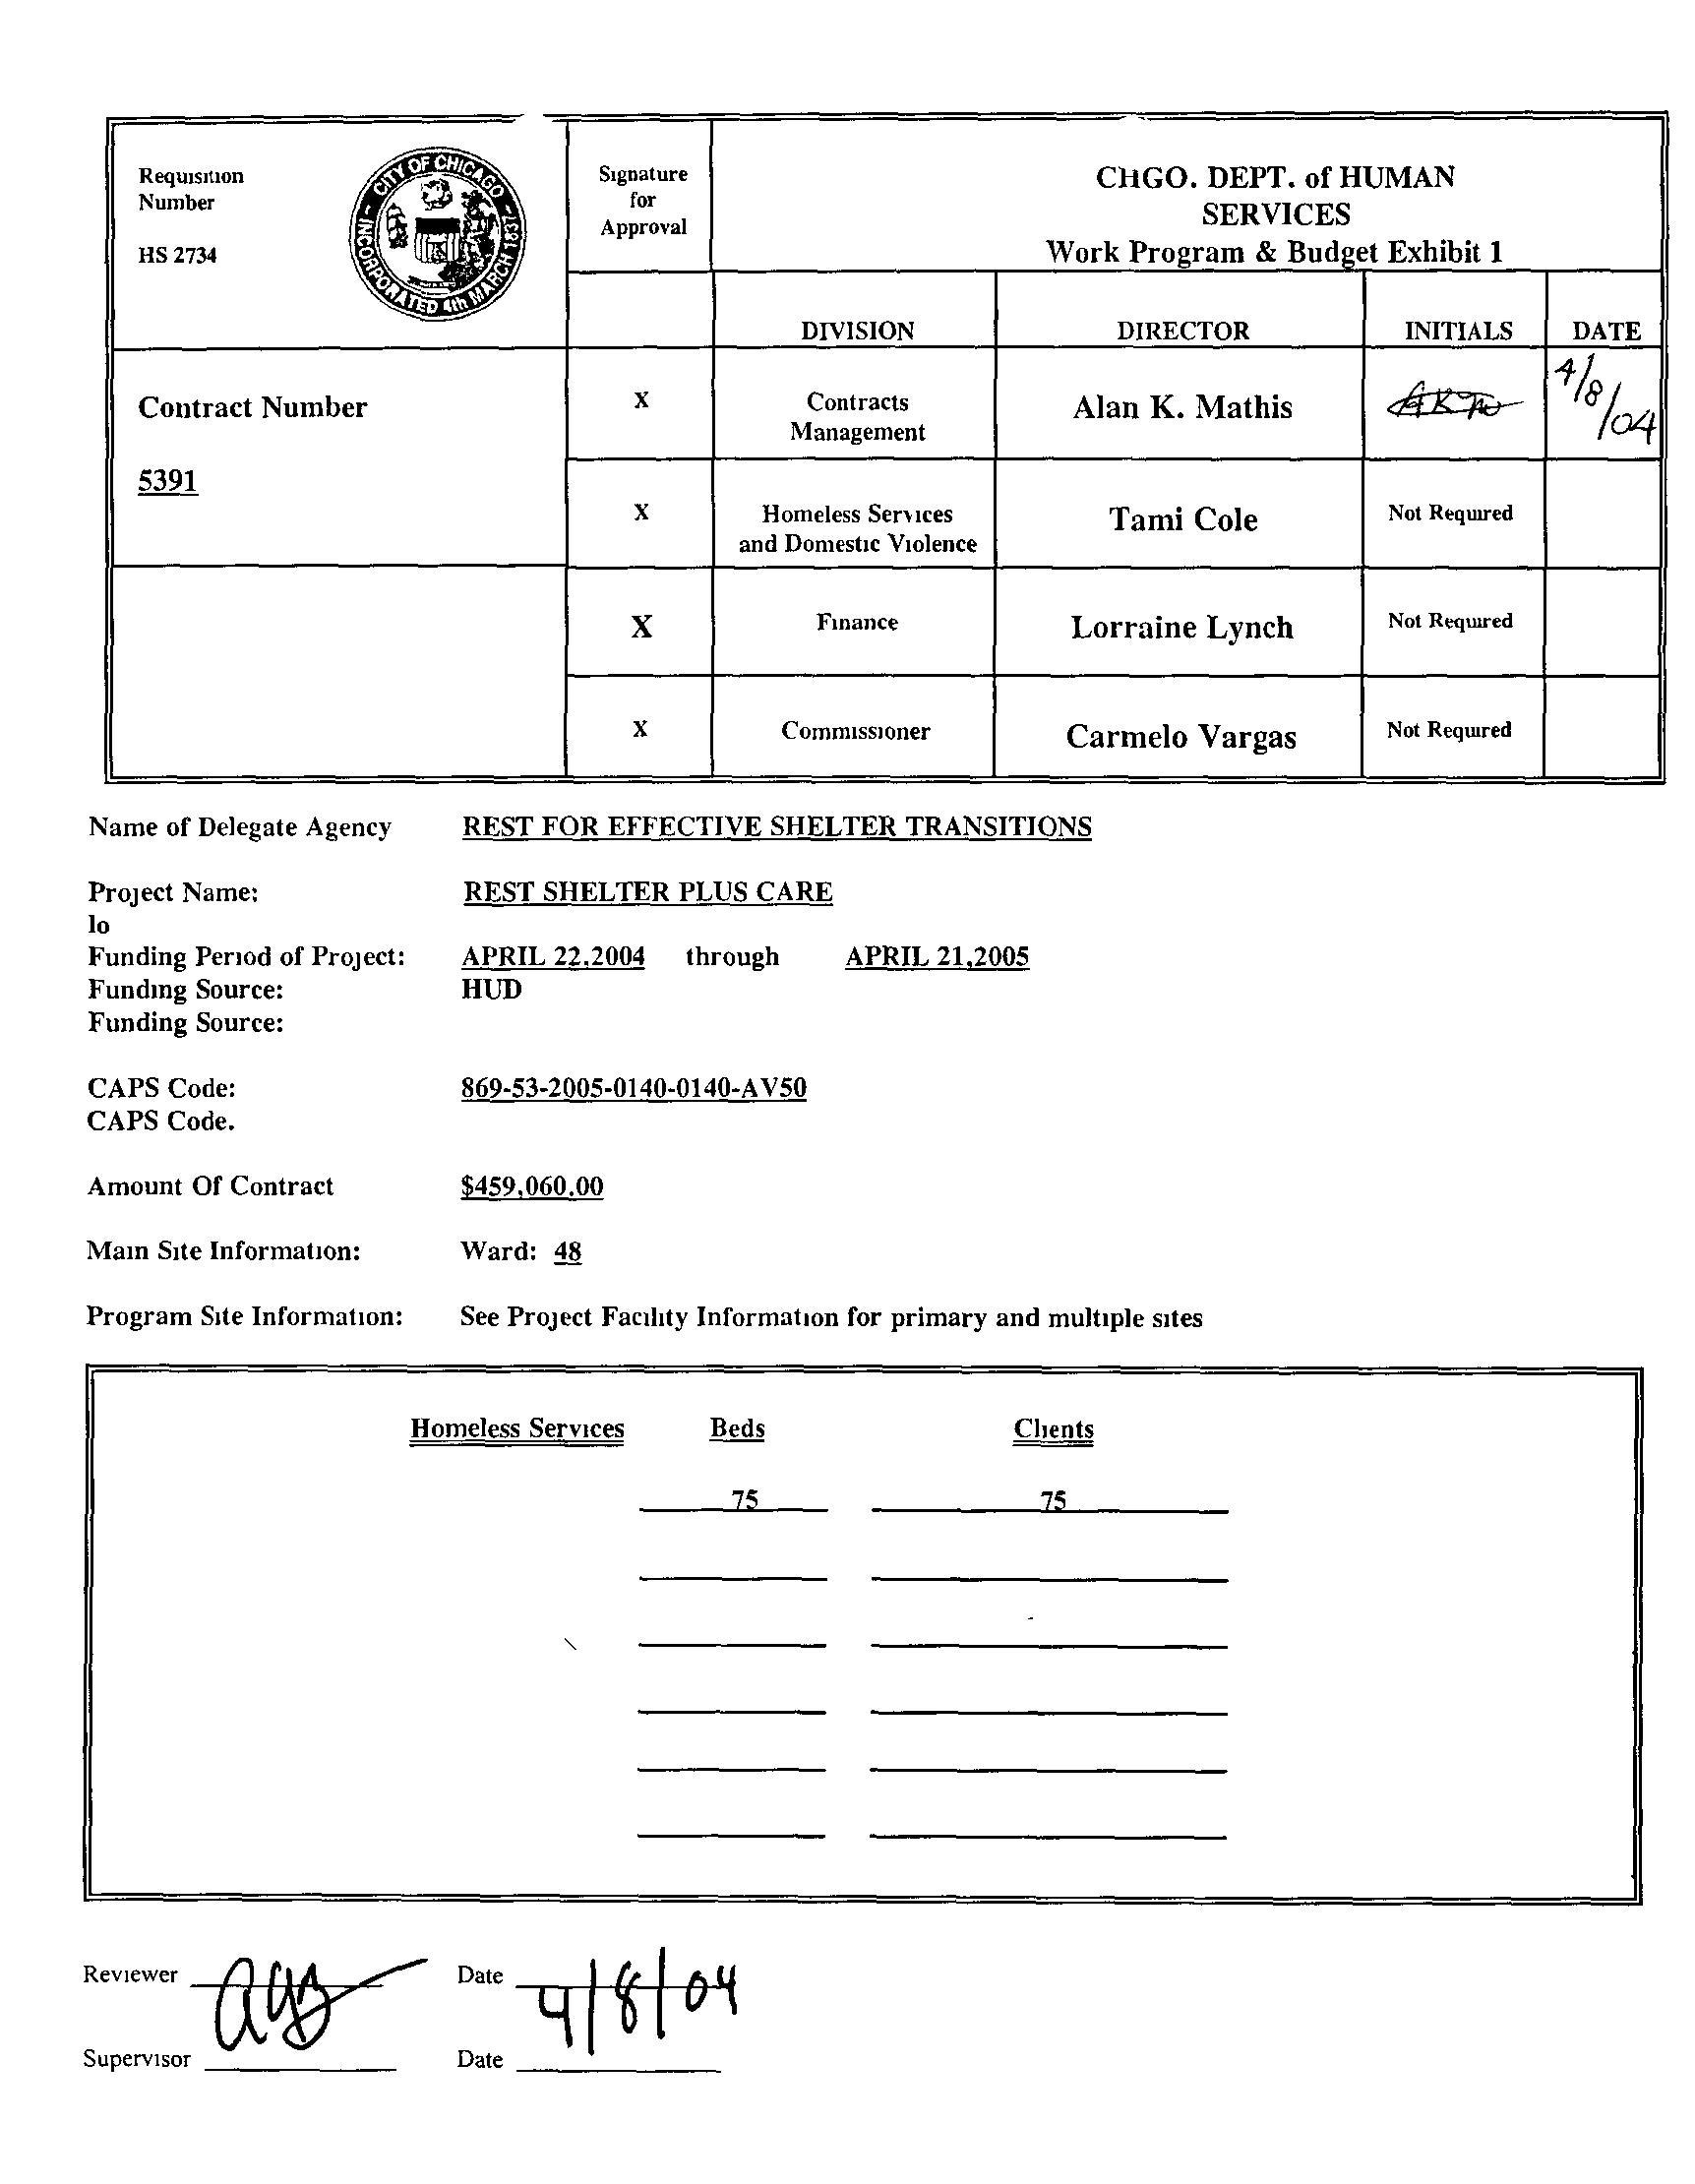 Requisition
Number
HS 2734
CITY OF CHICAGO
INCORPORATED 4th MARCH 1837
Signature
for
Approval
CHGO. DEPT. of HUMAN
SERVICES
Work Program & Budget Exhibit 1
DIVISION DIRECTOR INITIALS DATE
Contract Number
5391
X Contracts Management Alan K. Mathis AKM 4/8/04
X Homeless Services and Domestic Violence Tami Cole Not Required
X Finance Lorraine Lynch Not Required
X Commissioner Carmelo Vargas Not Required
Name of Delegate Agency REST FOR EFFECTIVE SHELTER TRANSITIONS
Project Name: REST SHELTER PLUS CARE
lo
Funding Period of Project: APRIL 22,2004 through APRIL 21,2005
Funding Source: HUD
Funding Source:
CAPS Code: 869-53-2005-0140-0140-AV50
CAPS Code.
Amount Of Contract $459,060.00
Main Site Information: Ward: 48
Program Site Information: See Project Facility Information for primary and multiple sites
Homeless Services Beds Clients
75 75
Reviewer Date 4/8/04
Supervisor Date